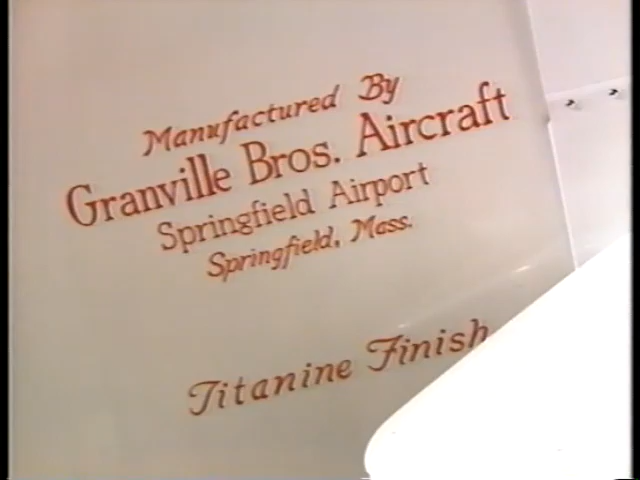 Manufactured By
Granville Bros. Aircraft
Springfield Airport
Springfield, Mass.
Titanine Finish